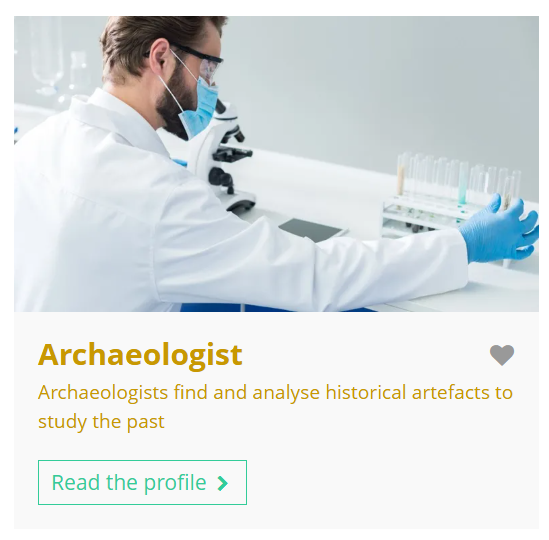 Archaeologist
Archaeologists find and analyse historical artefacts to
study the past
Read the profile